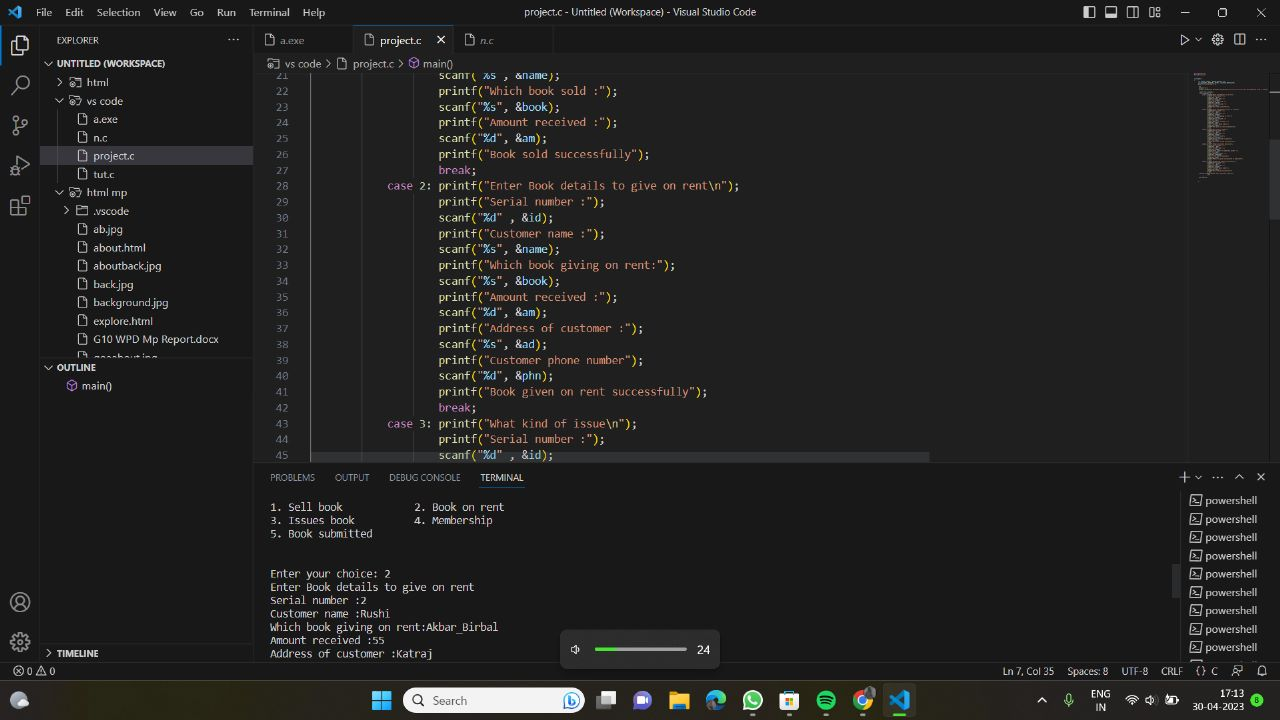 File Edit Selection View Go Run Terminal Help
project.c - Untitled (Workspace) - Visual Studio Code
EXPLORER
UNTITLED (WORKSPACE)
html
vs code
a.exe
n.c
project.c
tut.c
html mp
.vscode
ab.jpg
about.html
aboutback.jpg
back.jpg
background.jpg
explore.html
G10 WPD Mp Report.docx
OUTLINE
main()
TIMELINE
a.exe project.c n.c
vs code > project.c > main()
21 scanf("%s", &name);
22 printf("Which book sold :");
23 scanf("%s", &book);
24 printf("Amount received :");
25 scanf("%d", &am);
26 printf("Book sold successfully");
27 break;
28 case 2: printf("Enter Book details to give on rent\n");
29 printf("Serial number :");
30 scanf("%d" , &id);
31 printf("Customer name :");
32 scanf("%s", &name);
33 printf("Which book giving on rent:");
34 scanf("%s", &book);
35 printf("Amount received :");
36 scanf("%d", &am);
37 printf("Address of customer :");
38 scanf("%s", &ad);
39 printf("Customer phone number");
40 scanf("%d", &phn);
41 printf("Book given on rent successfully");
42 break;
43 case 3: printf("What kind of issue\n");
44 printf("Serial number :");
45 scanf("%d" , &id);
PROBLEMS OUTPUT DEBUG CONSOLE TERMINAL
1. Sell book 2. Book on rent
3. Issues book 4. Membership
5. Book submitted
Enter your choice: 2
Enter Book details to give on rent
Serial number :2
Customer name :Rushi
Which book giving on rent:Akbar_Birbal
Amount received :55
Address of customer :Katraj
powershell
powershell
powershell
powershell
powershell
powershell
powershell
powershell
powershell
24
0 0
Ln 7, Col 35 Spaces: 8 UTF-8 CRLF {} C
Search
ENG
IN
17:13
30-04-2023
8